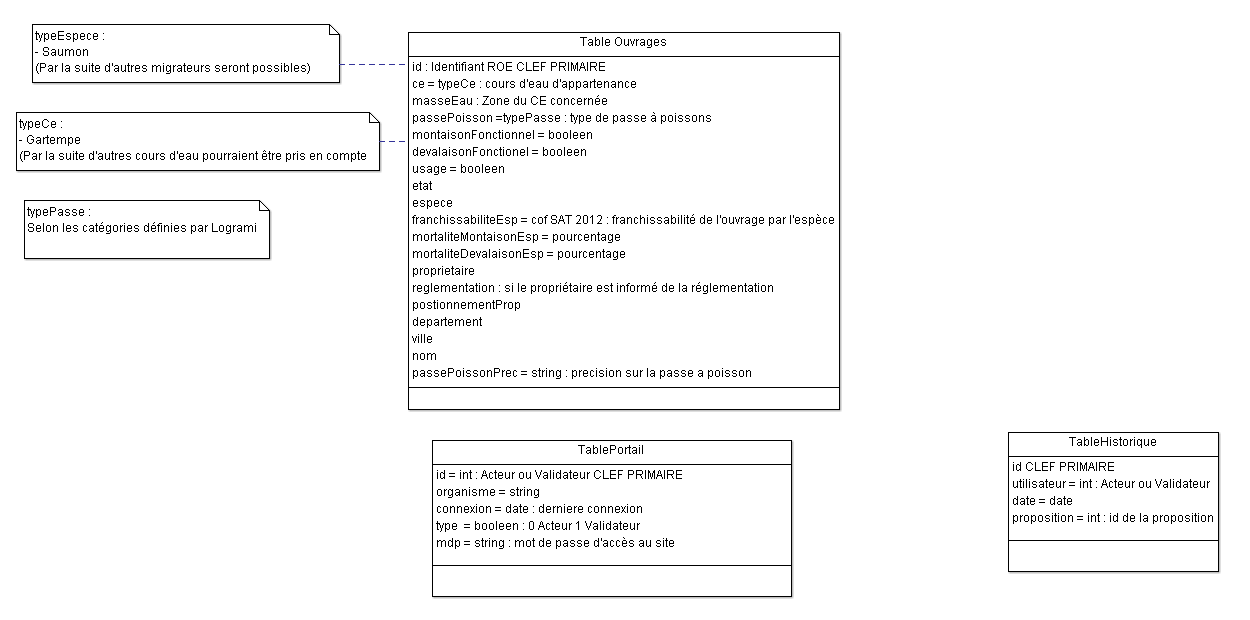 typeEspece :
- Saumon
(Par la suite d'autres migrateurs seront possibles)
typeCe :
- Gartempe
(Par la suite d'autres cours d'eau pourraient être pris en compte
typePasse :
Selon les catégories définies par Logrami
Table Ouvrages
id : Identifiant ROE CLEF PRIMAIRE
ce = typeCe : cours d'eau d'appartenance
masseEau : Zone du CE concernée
passePoisson =typePasse : type de passe à poissons
montaisonFonctionnel = booleen
devalaisonFonctionel = booleen
usage = booleen
etat
espece
franchissabiliteEsp = cof SAT 2012 : franchissabilité de l'ouvrage par l'espèce
mortaliteMontaisonEsp = pourcentage
mortaliteDevalaisonEsp = pourcentage
proprietaire
reglementation : si le propriétaire est informé de la réglementation
postionnementProp
departement
ville
nom
passePoissonPrec = string : precision sur la passe a poisson
TablePortail
id = int : Acteur ou Validateur CLEF PRIMAIRE
organisme = string
connexion = date : derniere connexion
type = booleen : 0 Acteur 1 Validateur
mdp = string : mot de passe d'accès au site
TableHistorique
id CLEF PRIMAIRE
utilisateur = int : Acteur ou Validateur
date = date
proposition = int : id de la proposition